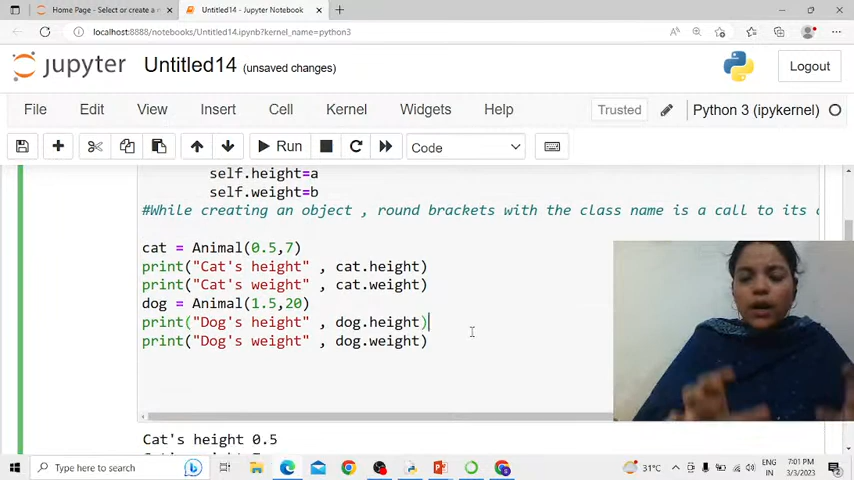 Home Page - Select or create a n
Untitled14 - Jupyter Notebook
localhost:8888/notebooks/Untitled14.ipynb?kernel_name=python3
jupyter Untitled14 (unsaved changes)
Logout
File Edit View Insert Cell Kernel Widgets Help Trusted Python 3 (ipykernel)
Run Code
self.height=a
self.weight=b
#While creating an object , round brackets with the class name is a call to its c
cat = Animal(0.5,7)
print("Cat's height" , cat.height)
print("Cat's weight" , cat.weight)
dog = Animal(1.5,20)
print("Dog's height" , dog.height)
print("Dog's weight" , dog.weight)
Cat's height 0.5
Type here to search
31°C
ENG
IN
7:01 PM
3/3/2023